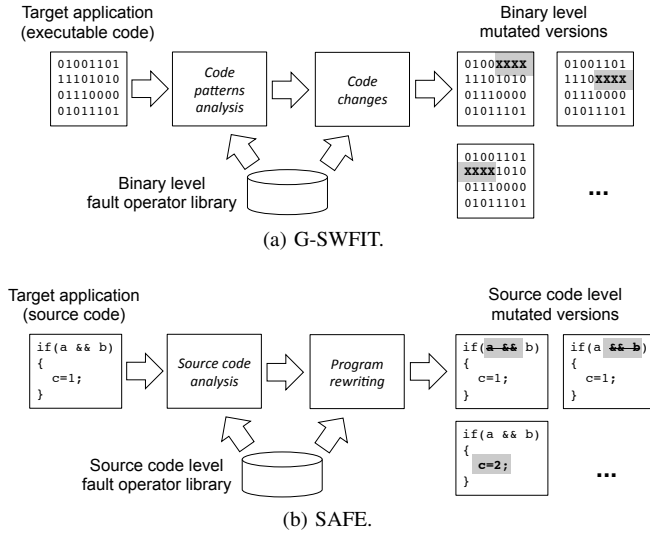 Target application
(executable code)
Binary level
mutated versions
01001101
11101010
01110000
01011101
Code
patterns
analysis
Code
changes
0100XXXX
11101010
01110000
01011101
01001101
1110XXXX
01110000
01011101
Binary level
fault operator library
01001101
XXXX1010
01110000
01011101
...
(a) G-SWFIT.
Target application
(source code)
Source code level
mutated versions
if(a && b)
{
c=1;
}
Source code
analysis
Program
rewriting
if(a && b)
{
c=1;
}
if(a && b)
{
c=1;
}
Source code level
fault operator library
if(a && b)
{
c=2;
}
...
(b) SAFE.